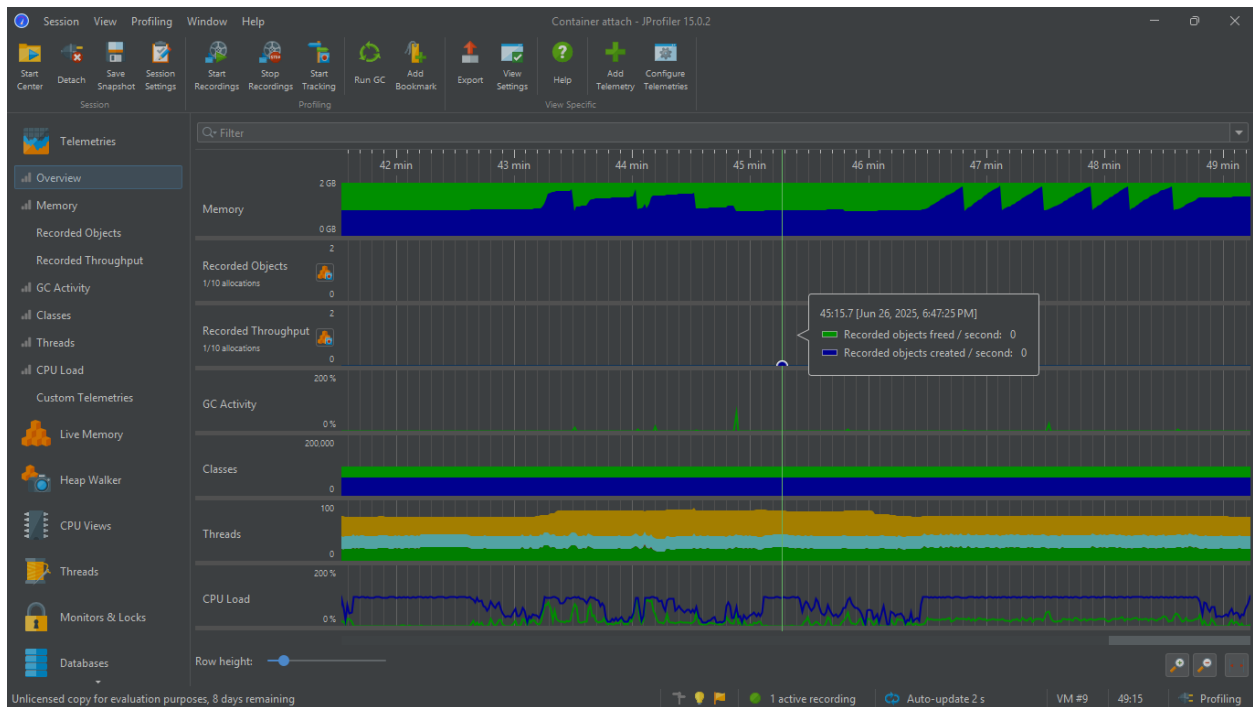 Session View Profiling Window Help
Container attach - JProfiler 15.0.2
Start Center
Detach
Save Snapshot
Session Settings
Start Recordings
Stop Recordings
Start Tracking
Run GC
Add Bookmark
Export
View Settings
Help
Add Telemetry
Configure Telemetries
Session
Profiling
View Specific
Telemetries
Overview
Memory
Recorded Objects
Recorded Throughput
GC Activity
Classes
Threads
CPU Load
Custom Telemetries
Live Memory
Heap Walker
CPU Views
Threads
Monitors & Locks
Databases
Filter
42 min 43 min 44 min 45 min 46 min 47 min 48 min 49 min
2 GB
Memory
0 GB
2
Recorded Objects
1/10 allocations
0
2
Recorded Throughput
1/10 allocations
0
45:15.7 [Jun 26, 2025, 6:47:25 PM]
Recorded objects freed / second: 0
Recorded objects created / second: 0
200 %
GC Activity
0 %
200.000
Classes
0
100
Threads
0
200 %
CPU Load
0 %
Row height:
Unlicensed copy for evaluation purposes, 8 days remaining
1 active recording
Auto-update 2 s
VM #9
49:15
Profiling